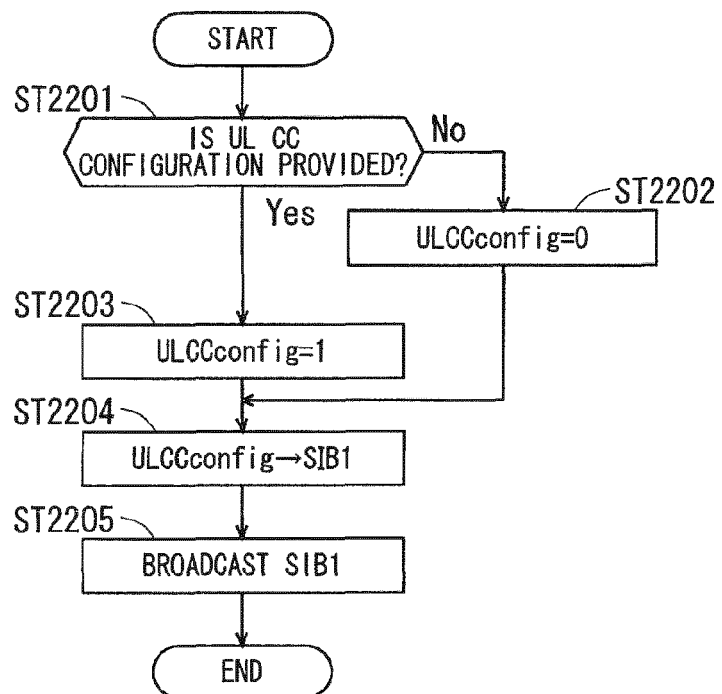 START
ST2201
IS UL CC
CONFIGURATION PROVIDED?
No
Yes
ST2202
ULCCconfig=0
ST2203
ULCCconfig=1
ST2204
ULCCconfig→SIB1
ST2205
BROADCAST SIB1
END